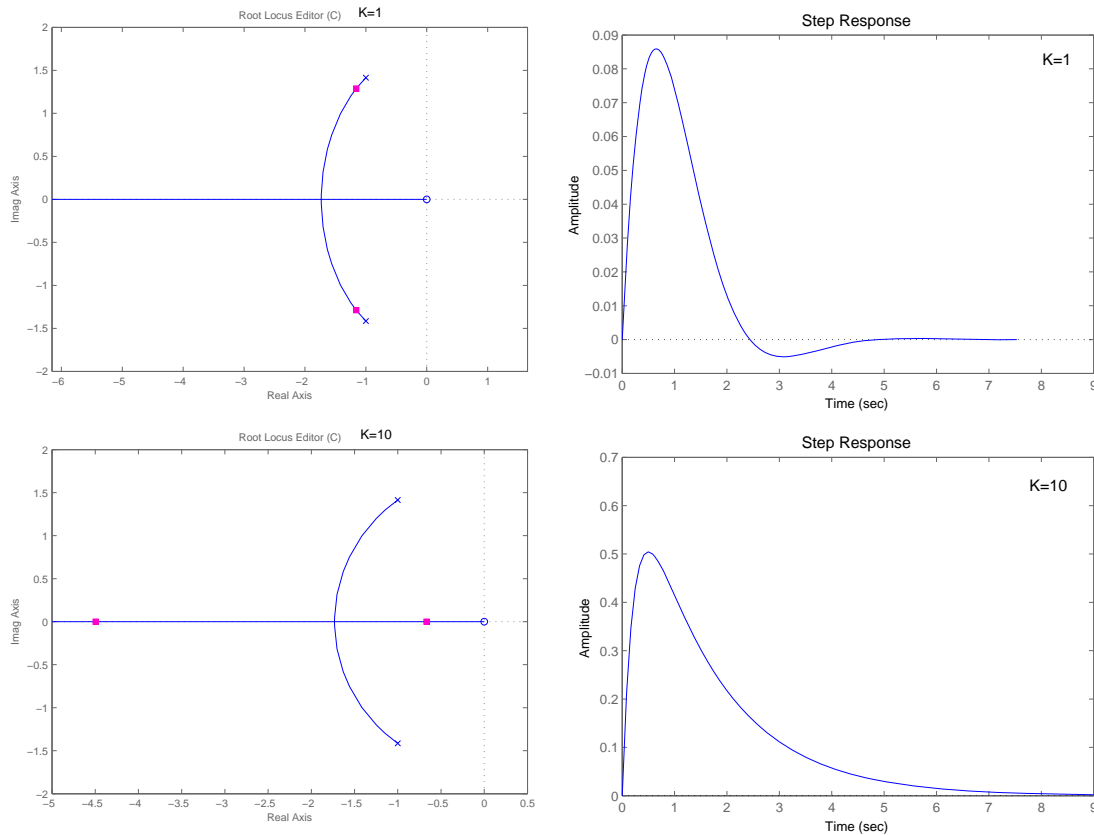 Root Locus Editor (C) K=1
2
1.5
1
0.5
0
−0.5
−1
−1.5
−2
Imag Axis
−6 −5 −4 −3 −2 −1 0 1
Real Axis
Step Response
K=1
0.09
0.08
0.07
0.06
0.05
0.04
0.03
0.02
0.01
0
−0.01
Amplitude
0 1 2 3 4 5 6 7 8 9
Time (sec)
Root Locus Editor (C) K=10
2
1.5
1
0.5
0
−0.5
−1
−1.5
−2
Imag Axis
−5 −4.5 −4 −3.5 −3 −2.5 −2 −1.5 −1 −0.5 0 0.5
Real Axis
Step Response
K=10
0.7
0.6
0.5
0.4
0.3
0.2
0.1
0
Amplitude
0 1 2 3 4 5 6 7 8 9
Time (sec)